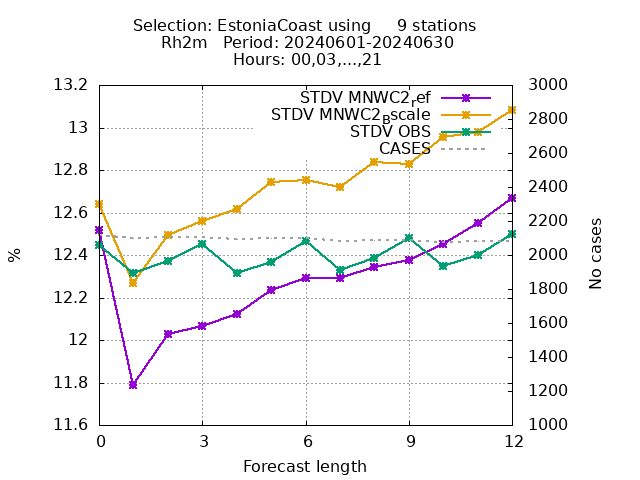 Selection: EstoniaCoast using     9 stations
Rh2m   Period: 20240601-20240630
Hours: 00,03,...,21
STDV MNWC2ref
STDV MNWC2Bscale
STDV OBS
CASES
13.2
13
12.8
12.6
12.4
12.2
12
11.8
11.6
3000
2800
2600
2400
2200
2000
1800
1600
1400
1200
1000
%
No cases
0 3 6 9 12
Forecast length